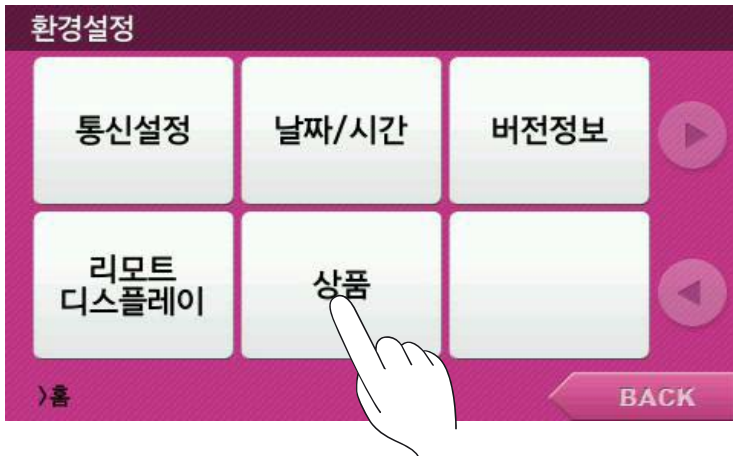 환경설정
통신설정
날짜/시간
버전정보
리모트
디스플레이
상품
>홈
BACK